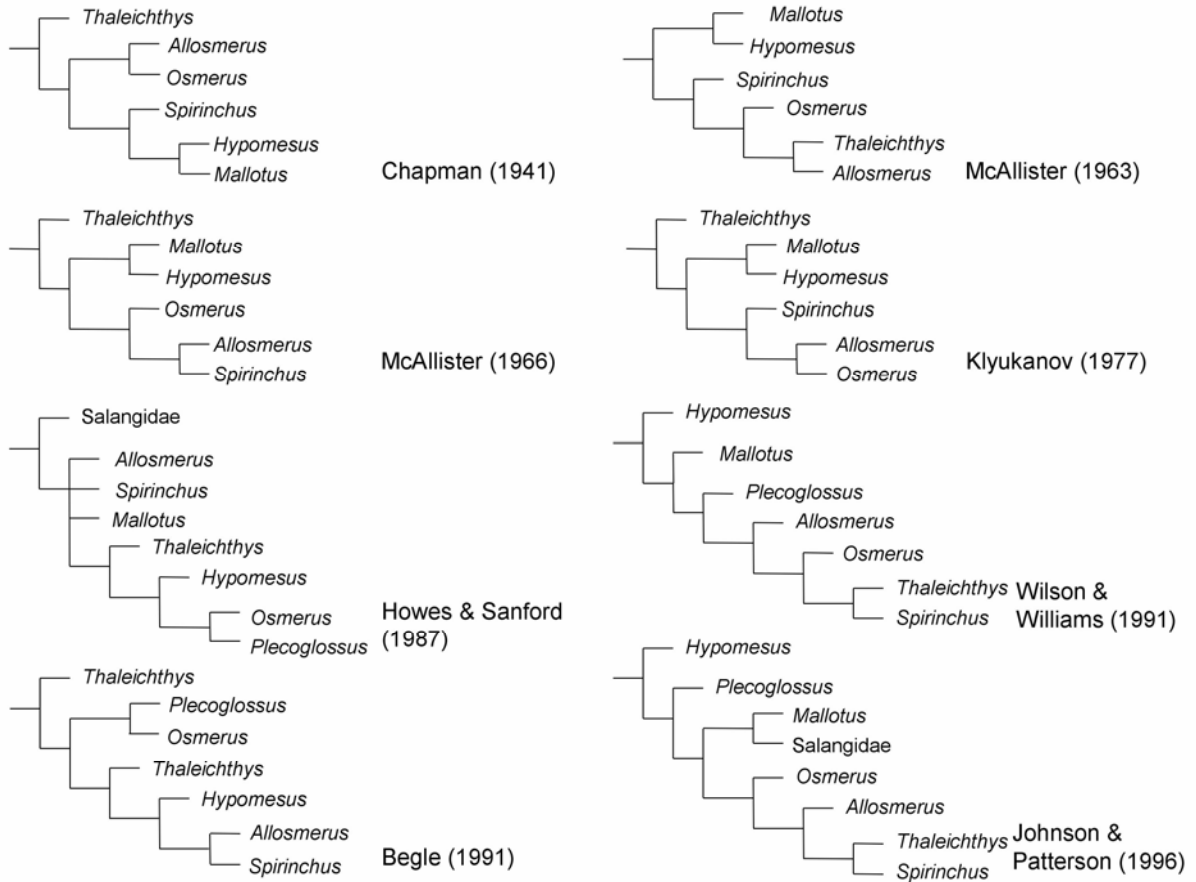 Thaleichthys
Allosmerus
Osmerus
Spirinchus
Hypomesus
Mallotus
Chapman (1941)
Mallotus
Hypomesus
Spirinchus
Osmerus
Thaleichthys
Allosmerus
McAllister (1963)
Thaleichthys
Mallotus
Hypomesus
Osmerus
Allosmerus
Spirinchus
McAllister (1966)
Thaleichthys
Mallotus
Hypomesus
Spirinchus
Allosmerus
Osmerus
Klyukanov (1977)
Salangidae
Allosmerus
Spirinchus
Mallotus
Thaleichthys
Hypomesus
Osmerus
Plecoglossus
Howes & Sanford
(1987)
Hypomesus
Mallotus
Plecoglossus
Allosmerus
Osmerus
Thaleichthys
Spirinchus
Wilson &
Williams (1991)
Thaleichthys
Plecoglossus
Osmerus
Thaleichthys
Hypomesus
Allosmerus
Spirinchus
Begle (1991)
Hypomesus
Plecoglossus
Mallotus
Salangidae
Osmerus
Allosmerus
Thaleichthys
Spirinchus
Johnson &
Patterson (1996)